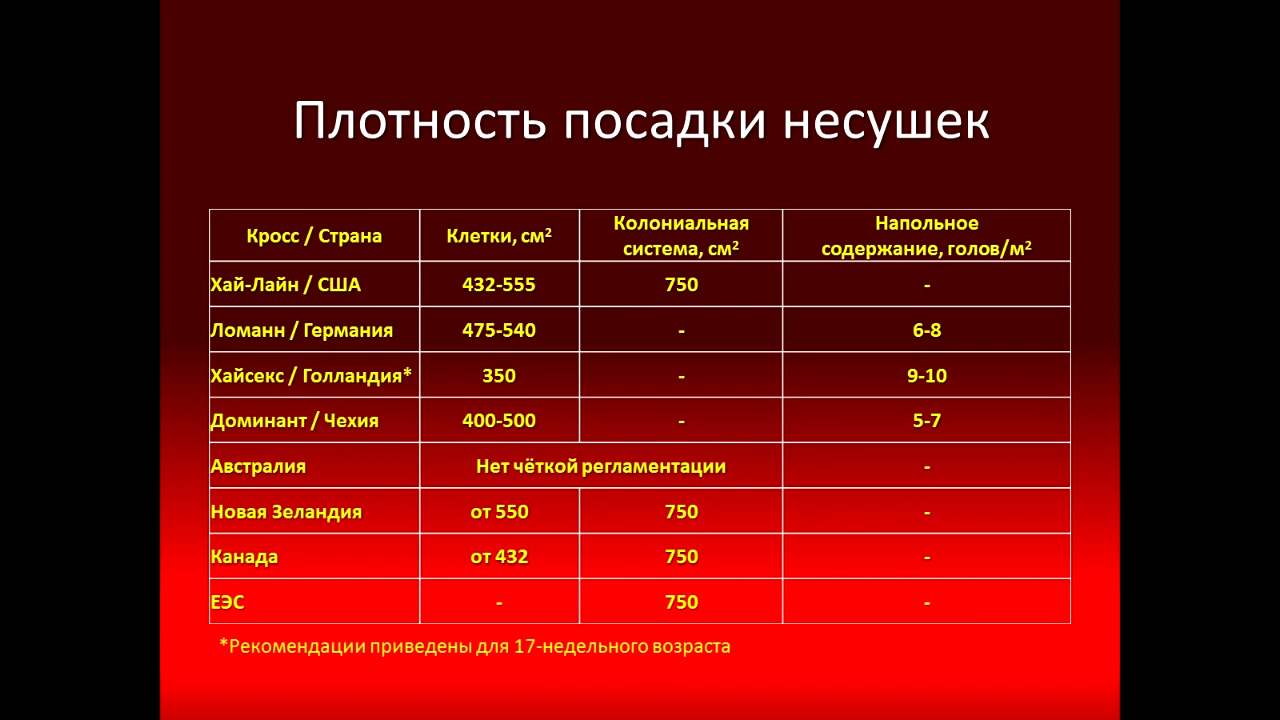 Плотность посадки несушек
Кросс / Страна Клетки, см² Колониальная система, см² Напольное содержание, голов/м²
Хай-Лайн / США 432-555 750 -
Ломанн / Германия 475-540 - 6-8
Хайсекс / Голландия* 350 - 9-10
Доминант / Чехия 400-500 - 5-7
Австралия Нет чёткой регламентации -
Новая Зеландия от 550 750 -
Канада от 432 750 -
ЕЭС - 750 -
*Рекомендации приведены для 17-недельного возраста